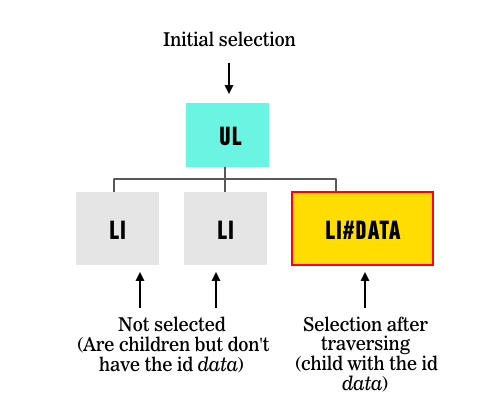 Initial selection
UL
LI
LI
LI#DATA
Not selected
(Are children but don't
have the id data)
Selection after
traversing
(child with the id
data)